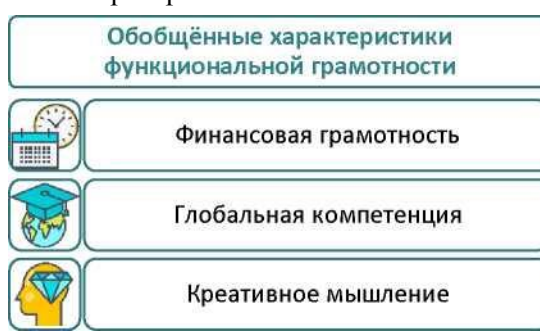 Обобщённые характеристики
функциональной грамотности
Финансовая грамотность
Глобальная компетенция
Креативное мышление